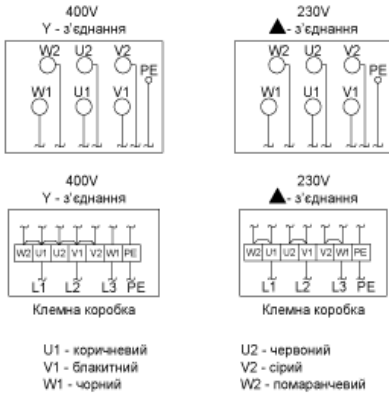 400V
Y - з'єднання
W2 U2 V2
PE
W1 U1 V1
230V
▲- з'єднання
W2 U2 V2
PE
W1 U1 V1
400V
Y - з'єднання
W2 U1 U2 V1 V2 W1 PE
L1 L2 L3 PE
Клемна коробка
230V
▲- з'єднання
W2 U1 U2 V1 V2 W1 PE
L1 L2 L3 PE
Клемна коробка
U1 - коричневий
V1 - блакитний
W1 - чорний
U2 - червоний
V2 - сірий
W2 - помаранчевий